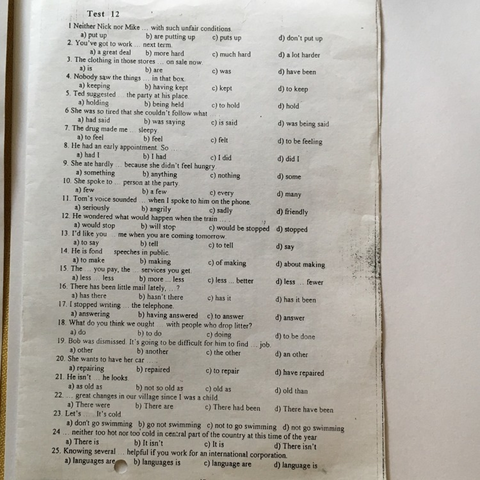 Test 12
1 Neither Nick nor Mike ... with such unfair conditions.
a) put up b) are putting up c) puts up d) don't put up
2. You've got to work ... next term.
a) a great deal b) more hard c) much hard d) a lot harder
3. The clothing in those stores ... on sale now.
a) is b) are c) was d) have been
4. Nobody saw the things ... in that box.
a) keeping b) having kept c) kept d) to keep
5. Ted suggested ... the party at his place.
a) holding b) being held c) to hold d) hold
6 She was so tired that she couldn't follow what
a) had said b) was saying c) is said d) was being said
7. The drug made me ... sleepy.
a) to feel b) feel c) felt d) to be feeling
8. He had an early appointment. So
a) had I b) I had c) I did d) did I
9. She ate hardly ... because she didn't feel hungry
a) something b) anything c) nothing d) some
10. She spoke to ... person at the party.
a) few b) a few c) every d) many
11. Tom's voice sounded ... when I spoke to him on the phone.
a) seriously b) angrily c) sadly d) friendly
12. He wondered what would happen when the train ...
a) would stop b) will stop c) would be stopped d) stopped
13. I'd like you ... me when you are coming tomorrow.
a) to say b) tell c) to tell d) say
14. He is fond ... speeches in public.
a) to make b) making c) of making d) about making
15. The ... you pay, the ... services you get.
a) less ... less b) more ... less c) less ... better d) less ... fewer
16. There has been little mail lately, ... ?
a) has there b) hasn't there c) has it d) has it been
17. I stopped writing ... the telephone.
a) answering b) having answered c) to answer d) answer
18. What do you think we ought ... with people who drop litter?
a) do b) to do c) doing d) to be done
19. Bob was dismissed. It's going to be difficult for him to find ... job.
a) other b) another c) the other d) an other
20. She wants to have her car ...
a) repairing b) repaired c) to repair d) have repaired
21. He isn't ... he looks
a) as old as b) not so old as c) old as d) old than
22. ... great changes in our village since I was a child.
a) There were b) There are c) There had been d) There have been
23. Let's ... It's cold.
a) don't go swimming b) go not swimming c) not to go swimming d) not go swimming
24. ... neither too hot nor too cold in central part of the country at this time of the year
a) There is b) It isn't c) It is d) There isn't
25. Knowing several ... helpful if you work for an international corporation.
a) languages are b) languages is c) language are d) language is